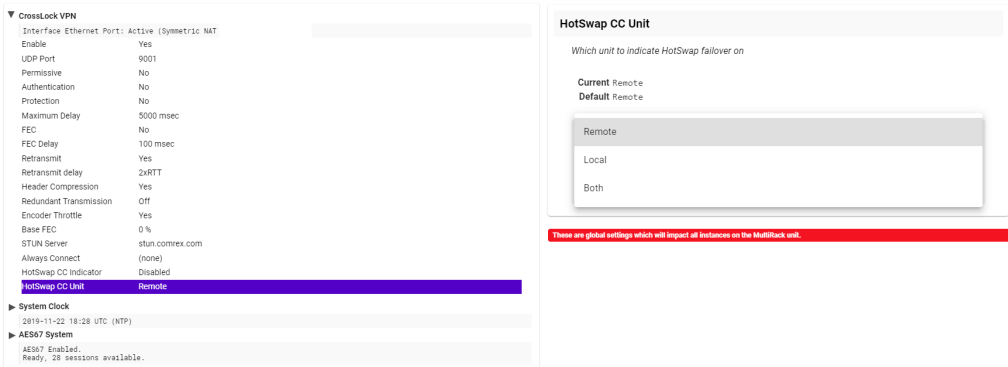 CrossLock VPN
Interface Ethernet Port: Active (Symmetric NAT
Enable Yes
UDP Port 9001
Permissive No
Authentication No
Protection No
Maximum Delay 5000 msec
FEC No
FEC Delay 100 msec
Retransmit Yes
Retransmit delay 2xRTT
Header Compression Yes
Redundant Transmission Off
Encoder Throttle Yes
Base FEC 0 %
STUN Server stun.comrex.com
Always Connect (none)
HotSwap CC Indicator Disabled
HotSwap CC Unit Remote
System Clock
2019-11-22 18:28 UTC (NTP)
AES67 System
AES67 Enabled.
Ready, 28 sessions available.
HotSwap CC Unit
Which unit to indicate HotSwap failover on
Current Remote
Default Remote
Remote
Local
Both
These are global settings which will impact all instances on the MultiRack unit.